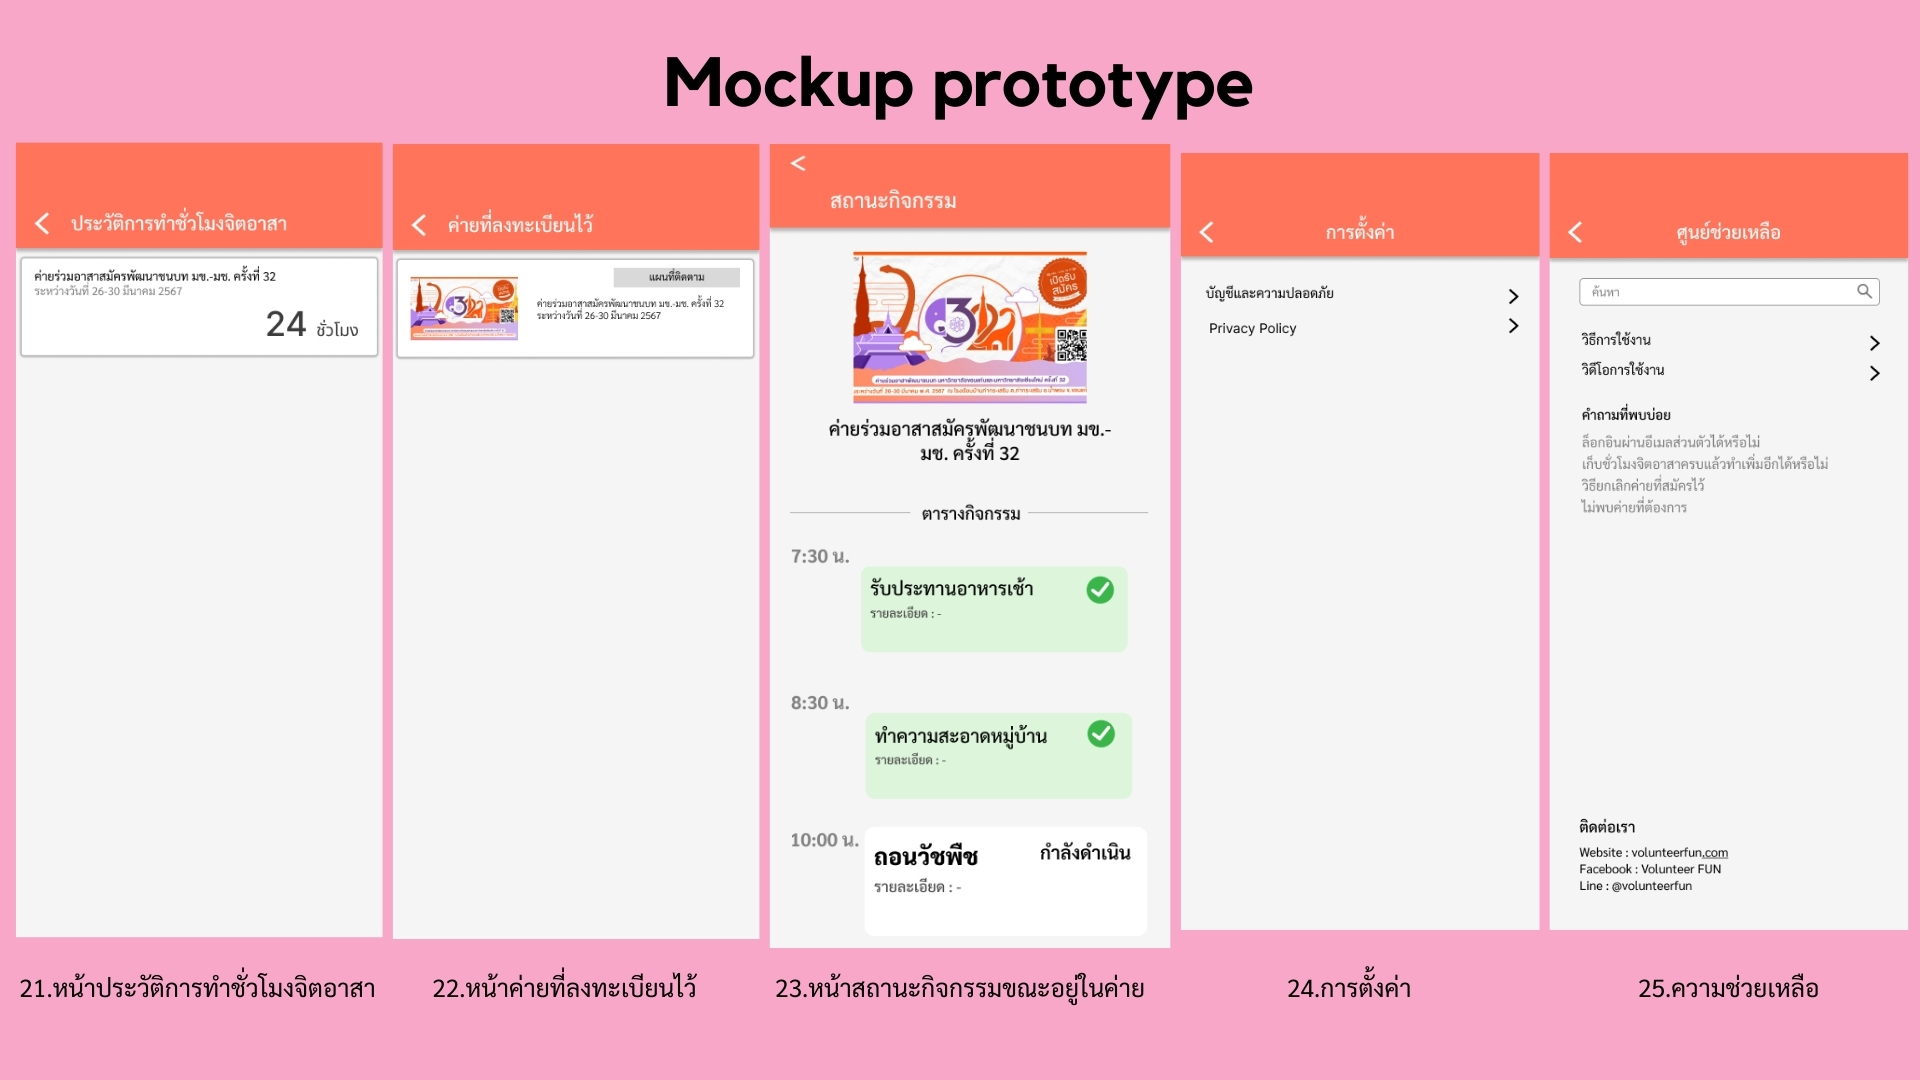 Mockup prototype
ประวัติการทำชั่วโมงจิตอาสา
ค่ายร่วมอาสาสมัครพัฒนาชนบท มข.-มช. ครั้งที่ 32
ระหว่างวันที่ 26-30 มีนาคม 2567
24 ชั่วโมง
21.หน้าประวัติการทำชั่วโมงจิตอาสา
ค่ายที่ลงทะเบียนไว้
แผนที่ติดตาม
ค่ายร่วมอาสาสมัครพัฒนาชนบท มข.-มช. ครั้งที่ 32
ระหว่างวันที่ 26-30 มีนาคม 2567
22.หน้าค่ายที่ลงทะเบียนไว้
สถานะกิจกรรม
เปิดรับ
สมัคร
ค่ายร่วมอาสาสมัครพัฒนาชนบท มข.-
มช. ครั้งที่ 32
ตารางกิจกรรม
7:30 น.
รับประทานอาหารเช้า
รายละเอียด : -
8:30 น.
ทำความสะอาดหมู่บ้าน
รายละเอียด : -
10:00 น.
ถอนวัชพืช
กำลังดำเนิน
รายละเอียด : -
23.หน้าสถานะกิจกรรมขณะอยู่ในค่าย
การตั้งค่า
บัญชีและความปลอดภัย
Privacy Policy
24.การตั้งค่า
ศูนย์ช่วยเหลือ
ค้นหา
วิธีการใช้งาน
วิดีโอการใช้งาน
คำถามที่พบบ่อย
ล็อกอินผ่านอีเมลส่วนตัวได้หรือไม่
เก็บชั่วโมงจิตอาสาครบแล้วทำเพิ่มอีกได้หรือไม่
วิธียกเลิกค่ายที่สมัครไว้
ไม่พบค่ายที่ต้องการ
ติดต่อเรา
Website : volunteerfun.com
Facebook : Volunteer FUN
Line : @volunteerfun
25.ความช่วยเหลือ